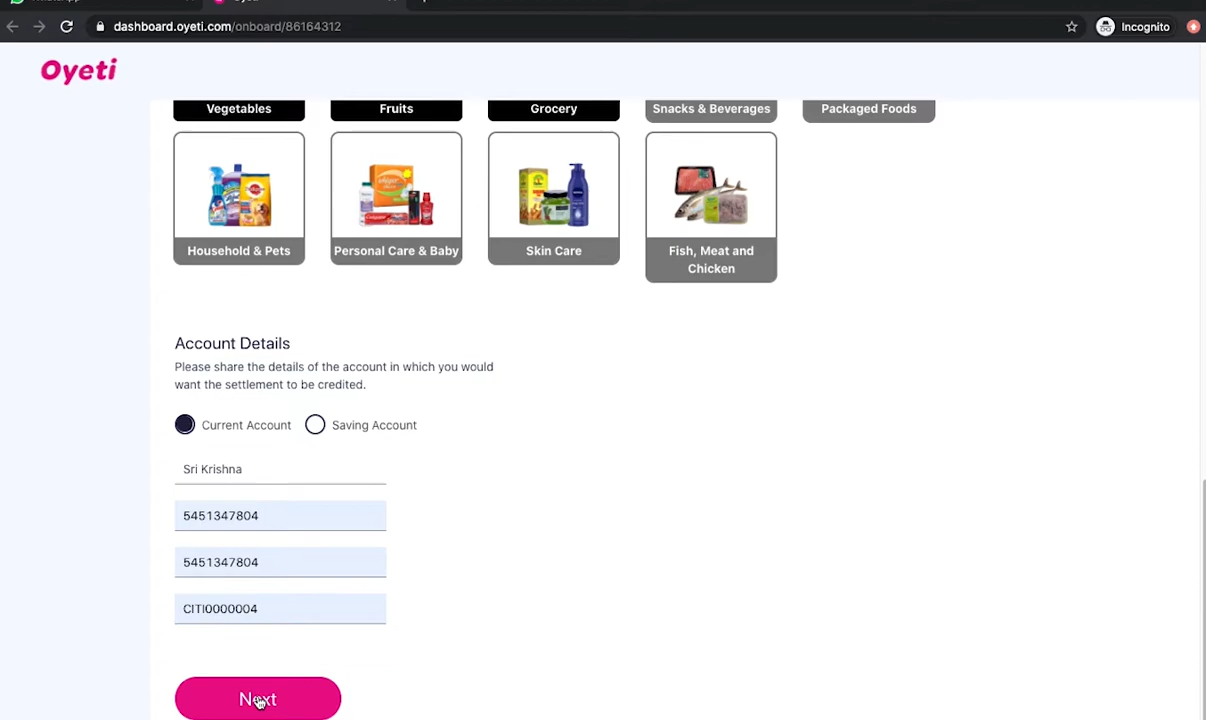 dashboard.oyeti.com/onboard/86164312
Incognito
Oyeti
Vegetables
Fruits
Grocery
Snacks & Beverages
Packaged Foods
Household & Pets
Personal Care & Baby
Skin Care
Fish, Meat and
Chicken
Account Details
Please share the details of the account in which you would
want the settlement to be credited.
Current Account
Saving Account
Sri Krishna
5451347804
5451347804
CITI0000004
Next